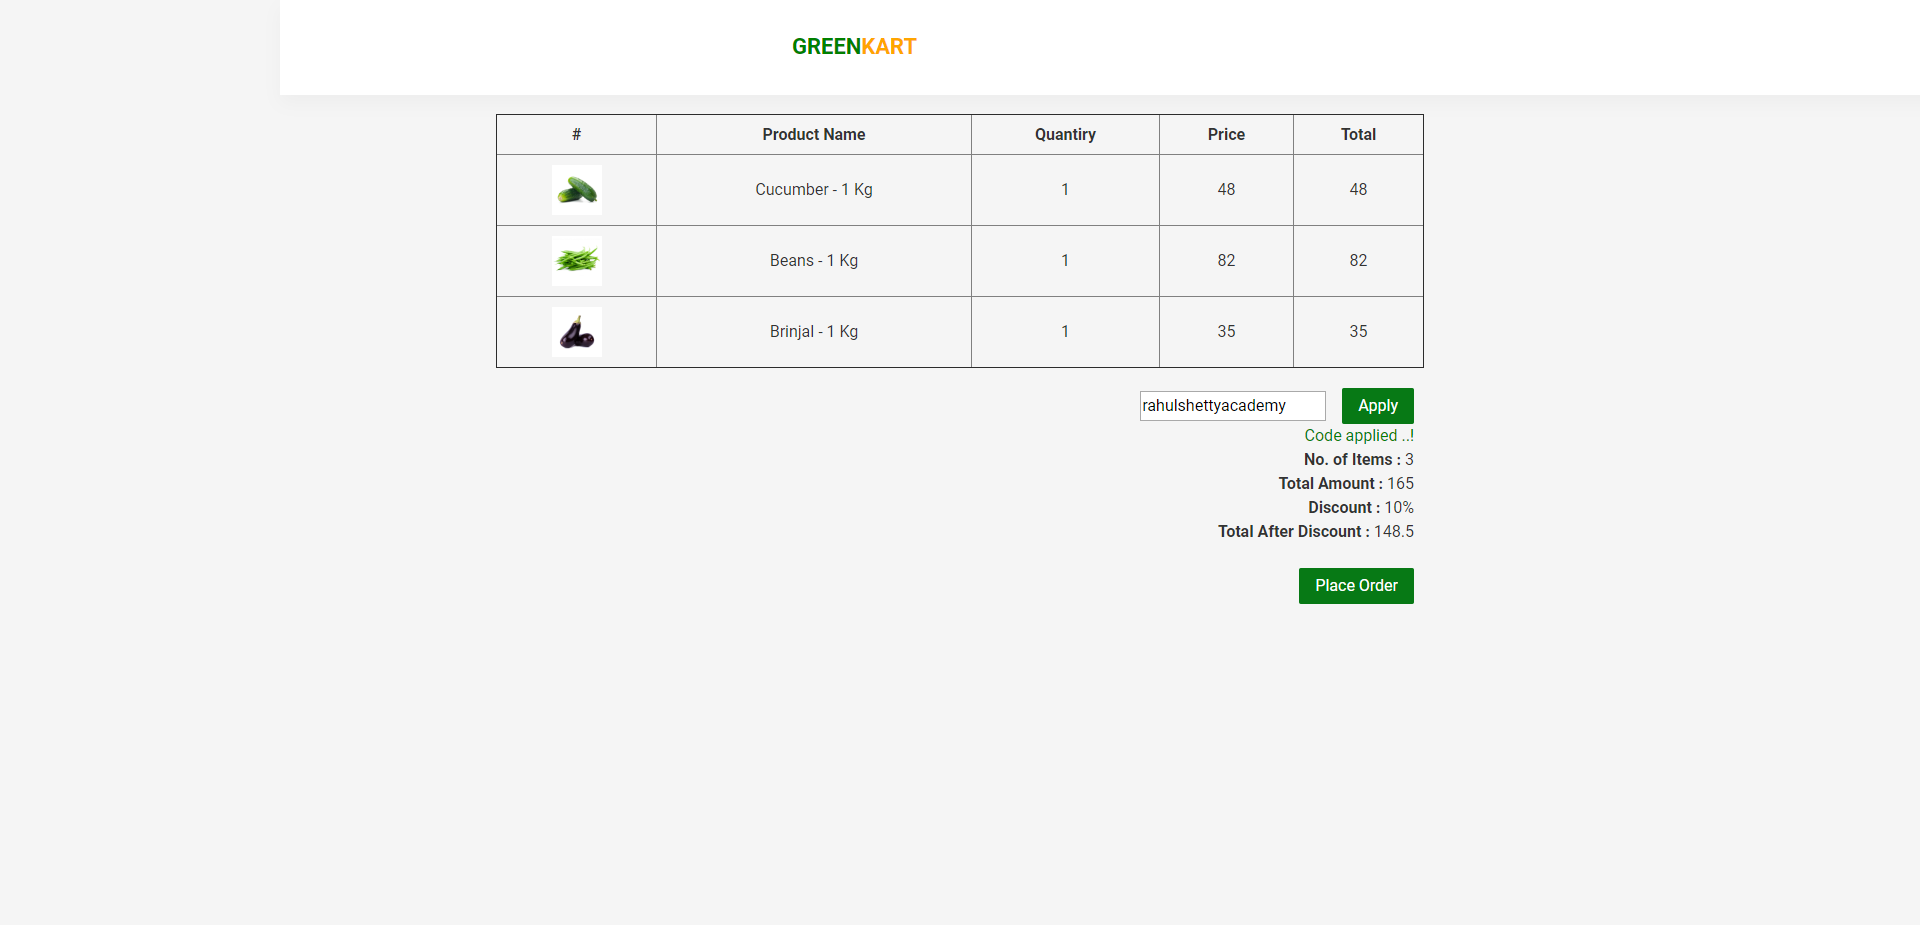 GREENKART
# Product Name Quantiry Price Total
Cucumber - 1 Kg 1 48 48
Beans - 1 Kg 1 82 82
Brinjal - 1 Kg 1 35 35
rahulshettyacademy Apply
Code applied ..!
No. of Items : 3
Total Amount : 165
Discount : 10%
Total After Discount : 148.5
Place Order